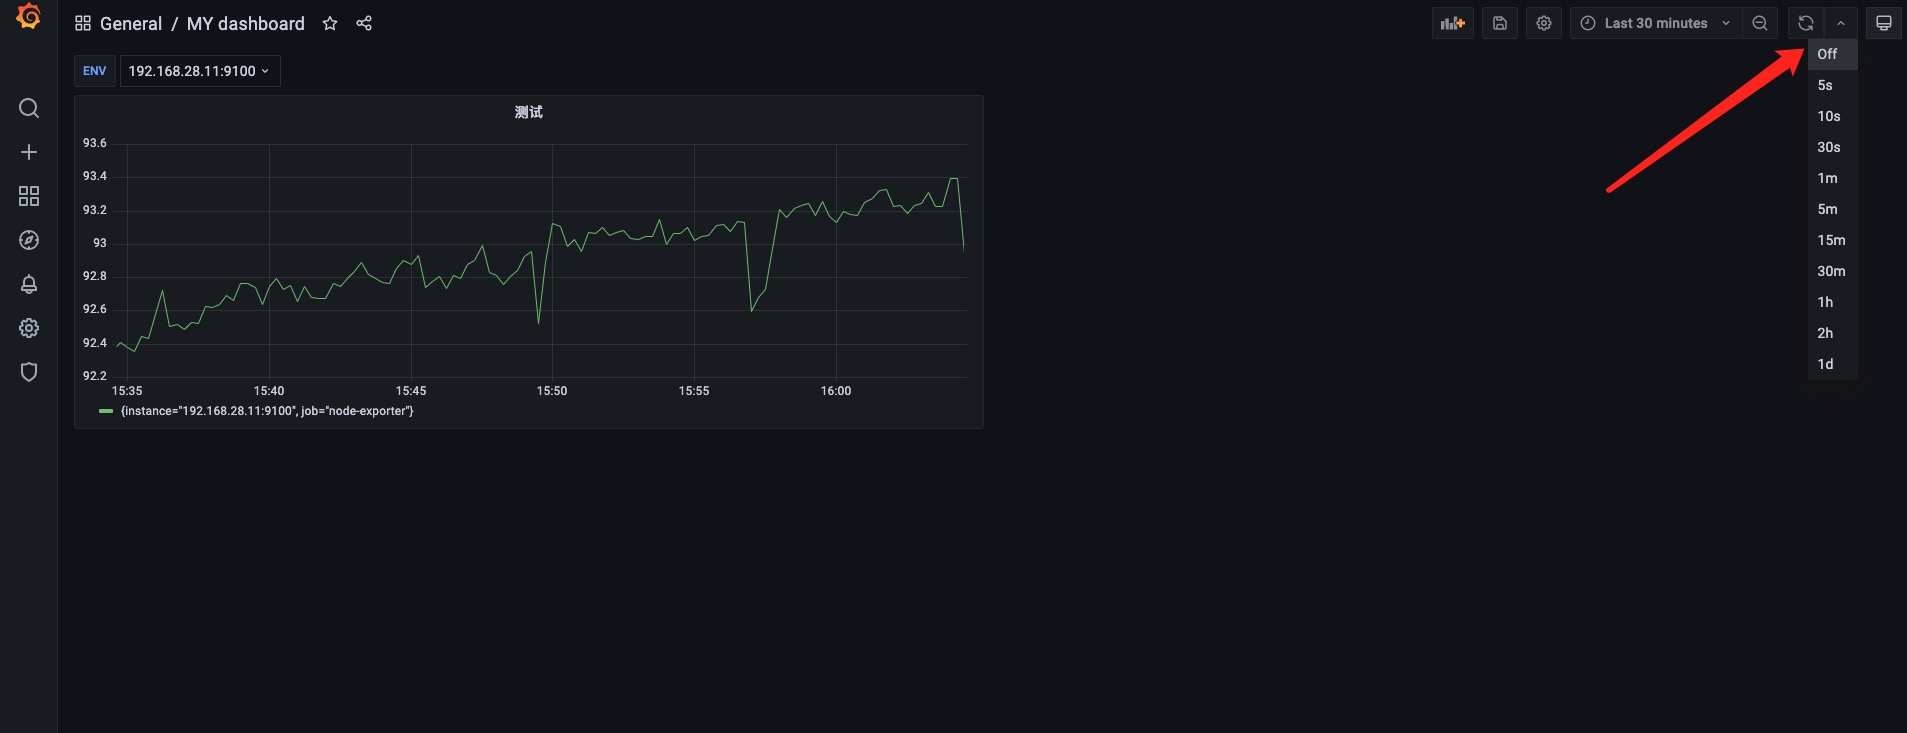 General / MY dashboard
Last 30 minutes
ENV 192.168.28.11:9100
Off
5s
10s
30s
1m
5m
15m
30m
1h
2h
1d
测试
93.6
93.4
93.2
93
92.8
92.6
92.4
92.2
15:35 15:40 15:45 15:50 15:55 16:00
{instance="192.168.28.11:9100", job="node-exporter"}